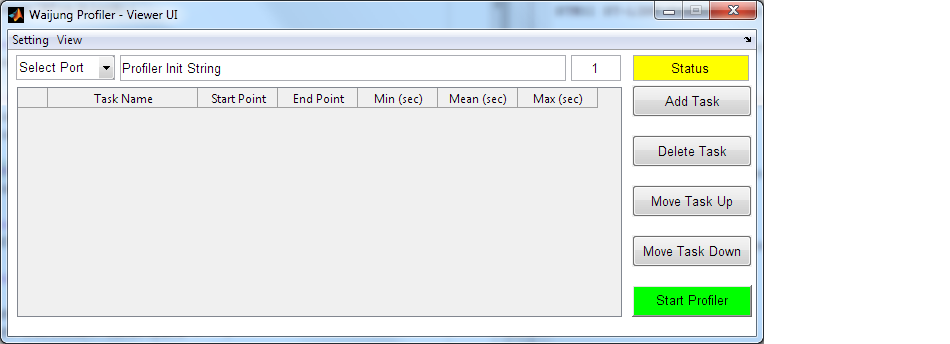 Waijung Profiler - Viewer UI
Setting View
Select Port Profiler Init String 1 Status
Task Name Start Point End Point Min (sec) Mean (sec) Max (sec)
Add Task
Delete Task
Move Task Up
Move Task Down
Start Profiler